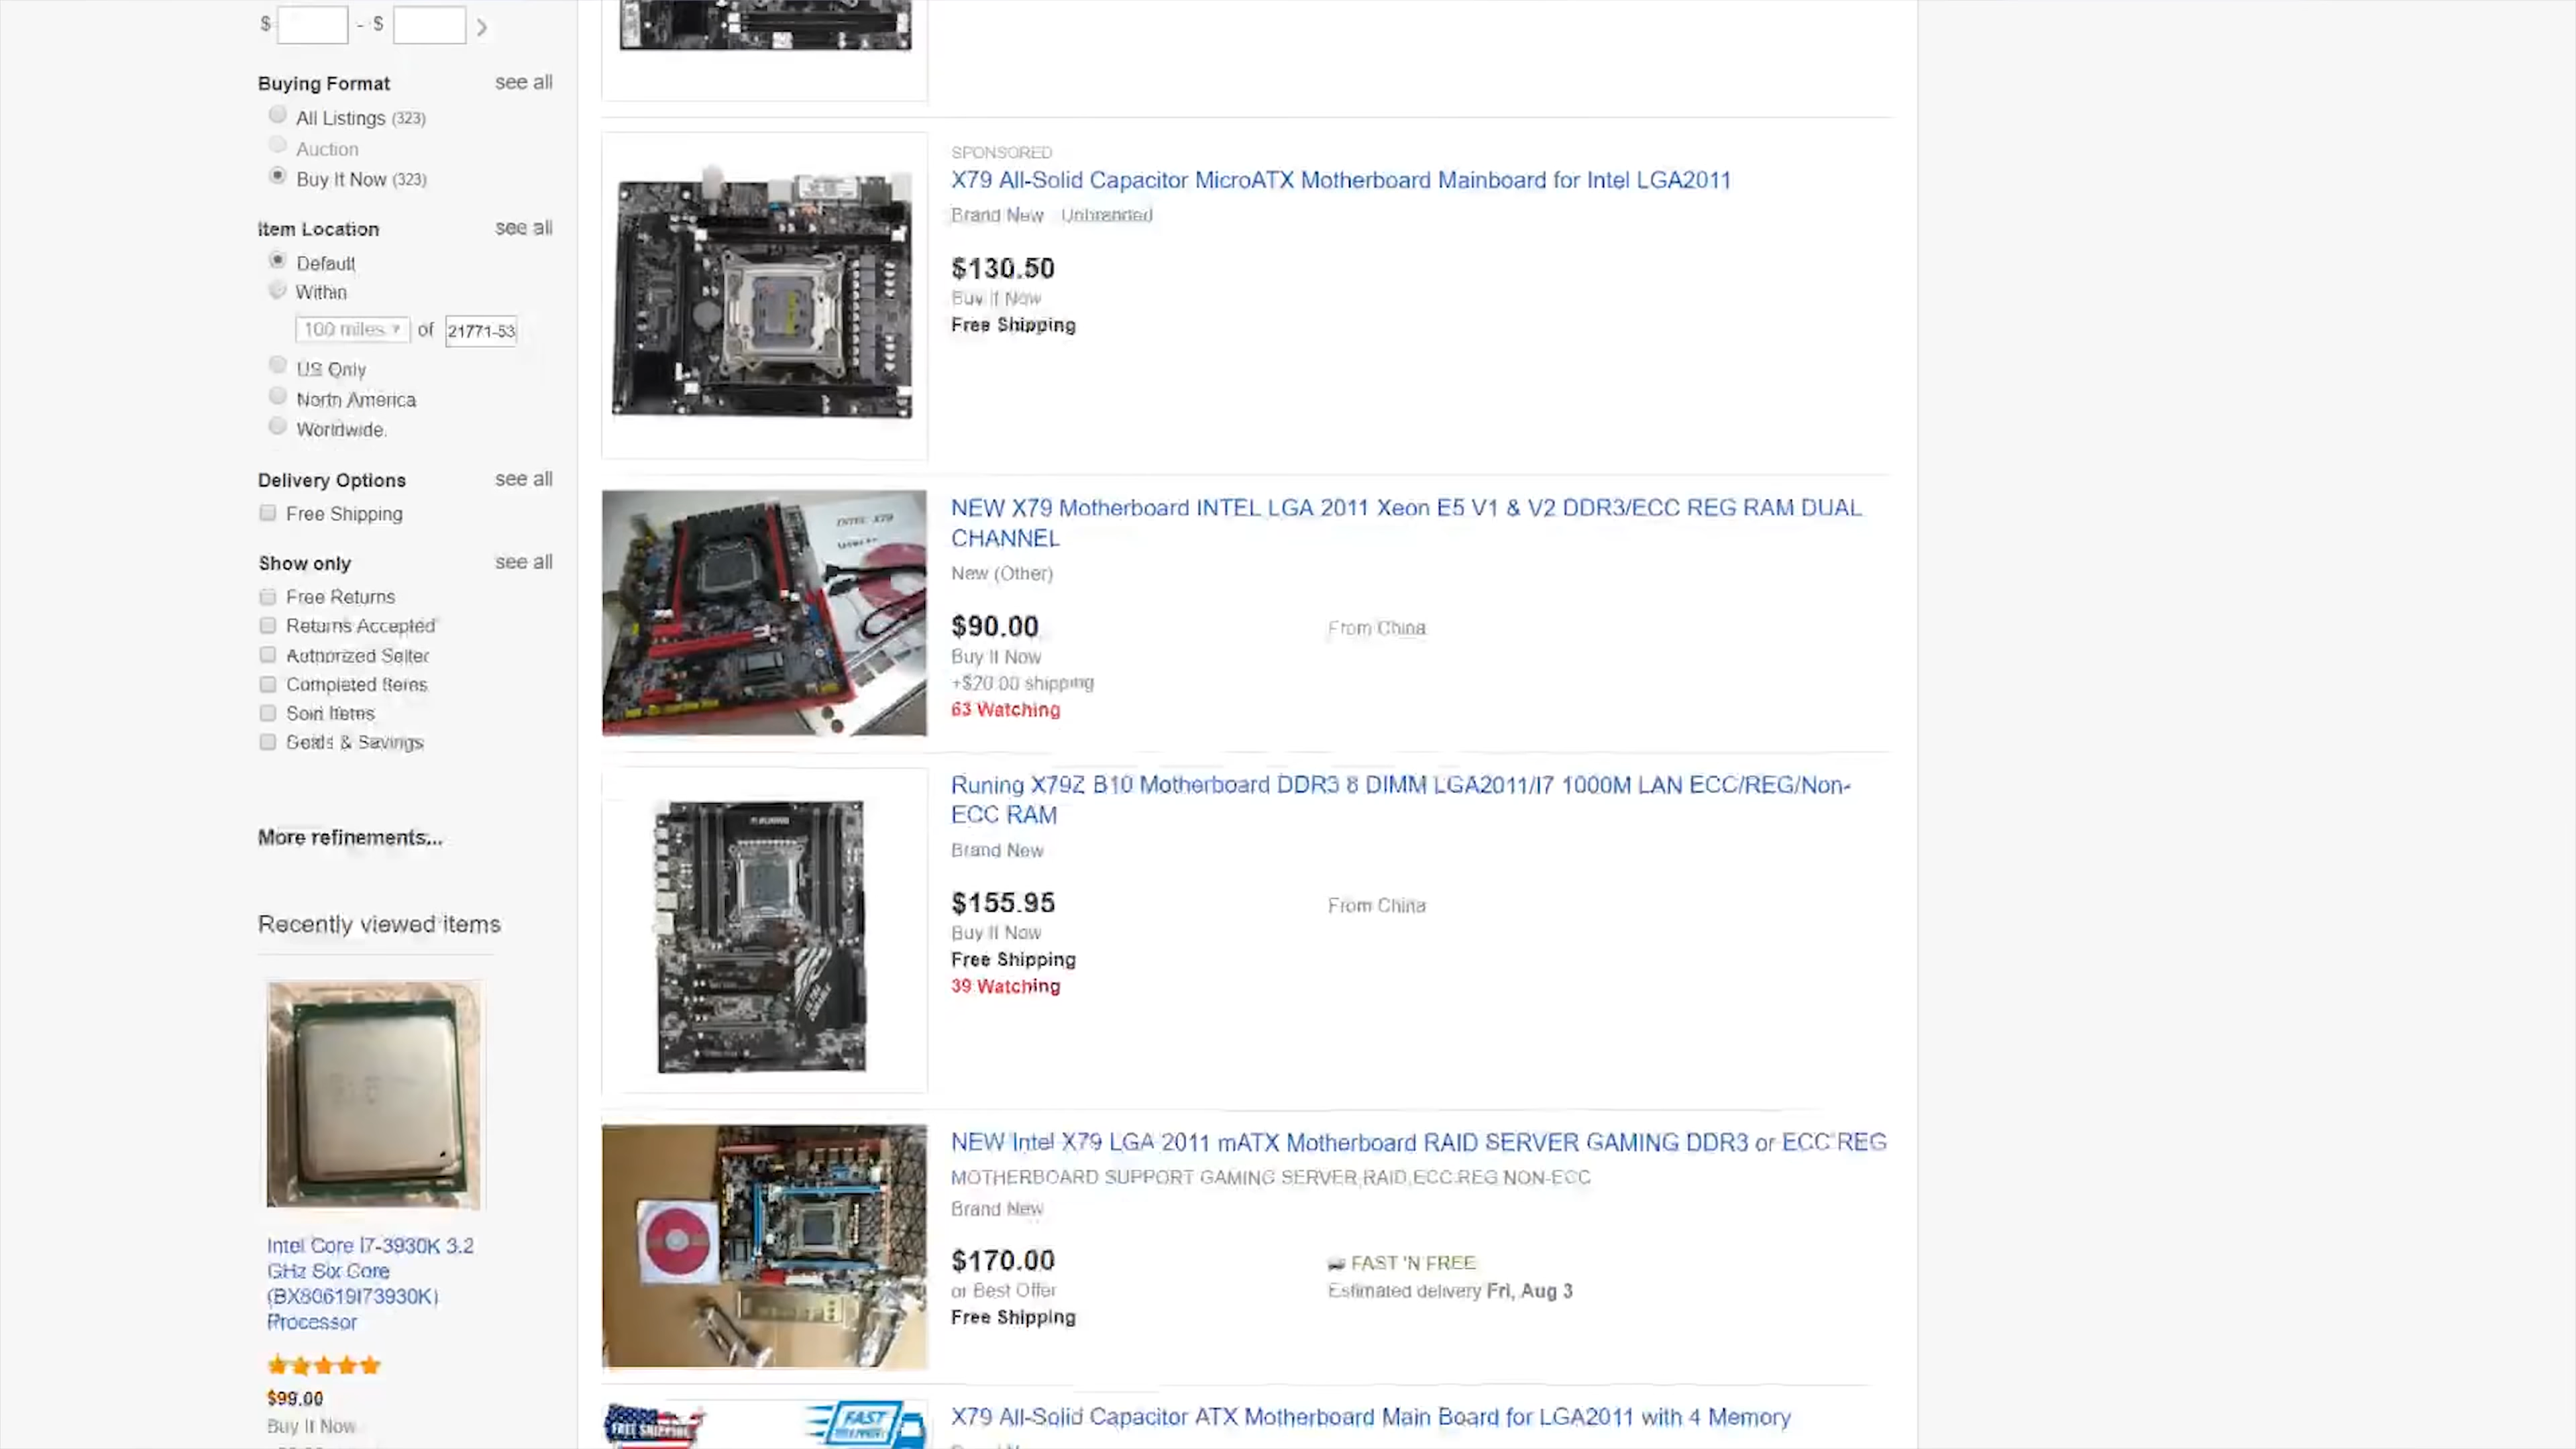 $ - $
Buying Format see all
All Listings (323)
Auction
Buy It Now (323)
Item Location see all
Default
Within
100 miles of 21771-53
US Only
North America
Worldwide
Delivery Options see all
Free Shipping
Show only see all
Free Returns
Returns Accepted
Authorized Seller
Completed Items
Sold Items
Deals & Savings
More refinements...
Recently viewed items
Intel Core I7-3930K 3.2
GHz Six Core
(BX80619I73930K)
Processor
$99.00
Buy It Now
SPONSORED
X79 All-Solid Capacitor MicroATX Motherboard Mainboard for Intel LGA2011
Brand New Unbranded
$130.50
Buy It Now
Free Shipping
INTEL X79
NEW X79 Motherboard INTEL LGA 2011 Xeon E5 V1 & V2 DDR3/ECC REG RAM DUAL
CHANNEL
New (Other)
$90.00 From China
Buy It Now
+$20.00 shipping
63 Watching
Runing X79Z B10 Motherboard DDR3 8 DIMM LGA2011/I7 1000M LAN ECC/REG/Non-
ECC RAM
Brand New
$155.95 From China
Buy It Now
Free Shipping
39 Watching
NEW Intel X79 LGA 2011 mATX Motherboard RAID SERVER GAMING DDR3 or ECC REG
MOTHERBOARD SUPPORT GAMING SERVER,RAID,ECC.REG NON-ECC
Brand New
$170.00 FAST 'N FREE
or Best Offer Estimated delivery Fri, Aug 3
Free Shipping
FREE SHIPPING FAST
X79 All-Solid Capacitor ATX Motherboard Main Board for LGA2011 with 4 Memory